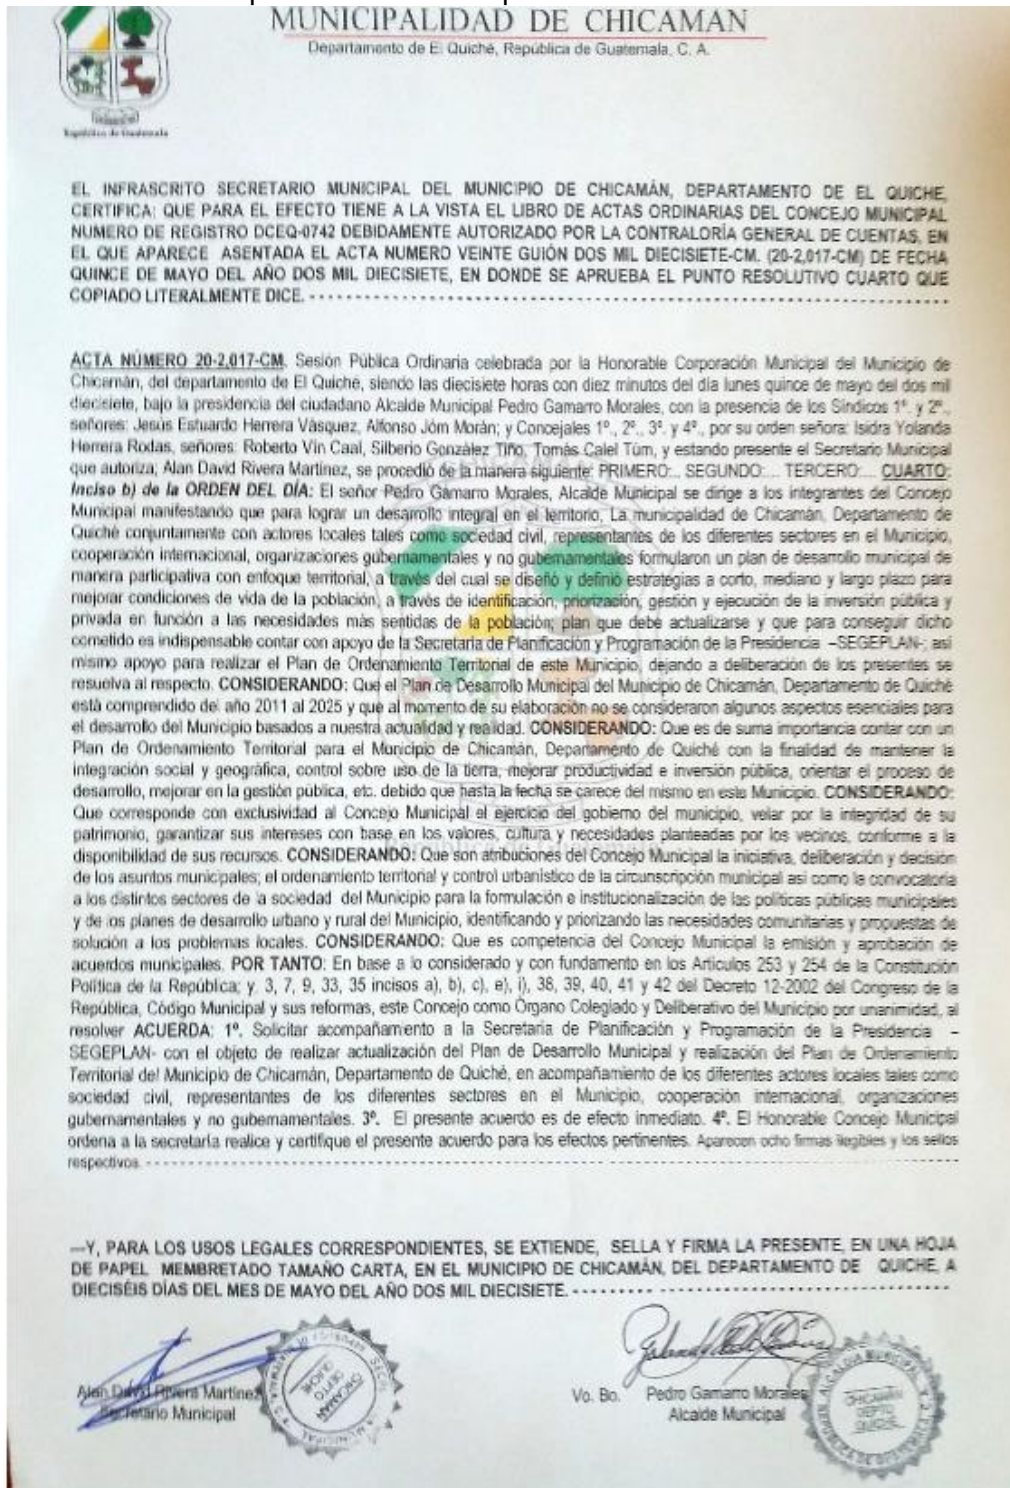 MUNICIPALIDAD DE CHICAMAN
Departamento de El Quiché, República de Guatemala, C. A.
República de Guatemala
EL INFRASCRITO SECRETARIO MUNICIPAL DEL MUNICIPIO DE CHICAMÁN, DEPARTAMENTO DE EL QUICHE,
CERTIFICA: QUE PARA EL EFECTO TIENE A LA VISTA EL LIBRO DE ACTAS ORDINARIAS DEL CONCEJO MUNICIPAL
NUMERO DE REGISTRO DCEQ-0742 DEBIDAMENTE AUTORIZADO POR LA CONTRALORÍA GENERAL DE CUENTAS, EN
EL QUE APARECE ASENTADA EL ACTA NUMERO VEINTE GUIÓN DOS MIL DIECISIETE-CM. (20-2,017-CM) DE FECHA
QUINCE DE MAYO DEL AÑO DOS MIL DIECISIETE, EN DONDE SE APRUEBA EL PUNTO RESOLUTIVO CUARTO QUE
COPIADO LITERALMENTE DICE. - - - - - - - - - - - - - - - - - - - - - - - - - - - - - - - - - - - - - - - -
ACTA NÚMERO 20-2,017-CM. Sesión Pública Ordinaria celebrada por la Honorable Corporación Municipal del Municipio de
Chicamán, del departamento de El Quiché, siendo las diecisiete horas con diez minutos del día lunes quince de mayo del dos mil
diecisiete, bajo la presidencia del ciudadano Alcalde Municipal Pedro Gamarro Morales, con la presencia de los Síndicos 1º. y 2º.,
señores: Jesús Estuardo Herrera Vásquez, Alfonso Jóm Morán; y Concejales 1º., 2º., 3º. y 4º., por su orden señora: Isidra Yolanda
Herrera Rodas, señores: Roberto Vin Caal, Silberio González Tiño, Tomás Calel Túm, y estando presente el Secretario Municipal
que autoriza; Alan David Rivera Martínez, se procedió de la manera siguiente: PRIMERO:... SEGUNDO:... TERCERO:... CUARTO:
Inciso b) de la ORDEN DEL DÍA: El señor Pedro Gamarro Morales, Alcalde Municipal se dirige a los integrantes del Concejo
Municipal manifestando que para lograr un desarrollo integral en el territorio, La municipalidad de Chicamán, Departamento de
Quiché conjuntamente con actores locales tales como sociedad civil, representantes de los diferentes sectores en el Municipio,
cooperación internacional, organizaciones gubernamentales y no gubernamentales formularon un plan de desarrollo municipal de
manera participativa con enfoque territorial, a través del cual se diseñó y definió estrategias a corto, mediano y largo plazo para
mejorar condiciones de vida de la población, a través de identificación, priorización, gestión y ejecución de la inversión pública y
privada en función a las necesidades más sentidas de la población; plan que debe actualizarse y que para conseguir dicho
cometido es indispensable contar con apoyo de la Secretaría de Planificación y Programación de la Presidencia –SEGEPLAN-; así
mismo apoyo para realizar el Plan de Ordenamiento Territorial de este Municipio, dejando a deliberación de los presentes se
resuelva al respecto. CONSIDERANDO: Que el Plan de Desarrollo Municipal del Municipio de Chicamán, Departamento de Quiché
está comprendido del año 2011 al 2025 y que al momento de su elaboración no se consideraron algunos aspectos esenciales para
el desarrollo del Municipio basados a nuestra actualidad y realidad. CONSIDERANDO: Que es de suma importancia contar con un
Plan de Ordenamiento Territorial para el Municipio de Chicamán, Departamento de Quiché con la finalidad de mantener la
integración social y geográfica, control sobre uso de la tierra, mejorar productividad e inversión pública, orientar el proceso de
desarrollo, mejorar en la gestión pública, etc. debido que hasta la fecha se carece del mismo en este Municipio. CONSIDERANDO:
Que corresponde con exclusividad al Concejo Municipal el ejercicio del gobierno del municipio, velar por la integridad de su
patrimonio, garantizar sus intereses con base en los valores, cultura y necesidades planteadas por los vecinos, conforme a la
disponibilidad de sus recursos. CONSIDERANDO: Que son atribuciones del Concejo Municipal la iniciativa, deliberación y decisión
de los asuntos municipales; el ordenamiento territorial y control urbanístico de la circunscripción municipal así como la convocatoria
a los distintos sectores de la sociedad del Municipio para la formulación e institucionalización de las políticas públicas municipales
y de los planes de desarrollo urbano y rural del Municipio, identificando y priorizando las necesidades comunitarias y propuestas de
solución a los problemas locales. CONSIDERANDO: Que es competencia del Concejo Municipal la emisión y aprobación de
acuerdos municipales. POR TANTO: En base a lo considerado y con fundamento en los Artículos 253 y 254 de la Constitución
Política de la República; y 3, 7, 9, 33, 35 incisos a), b), c), e), i), 38, 39, 40, 41 y 42 del Decreto 12-2002 del Congreso de la
República, Código Municipal y sus reformas, este Concejo como Órgano Colegiado y Deliberativo del Municipio por unanimidad, al
resolver ACUERDA: 1º. Solicitar acompañamiento a la Secretaria de Planificación y Programación de la Presidencia –
SEGEPLAN- con el objeto de realizar actualización del Plan de Desarrollo Municipal y realización del Plan de Ordenamiento
Territorial del Municipio de Chicamán, Departamento de Quiché, en acompañamiento de los diferentes actores locales tales como
sociedad civil, representantes de los diferentes sectores en el Municipio, cooperación internacional, organizaciones
gubernamentales y no gubernamentales. 3º. El presente acuerdo es de efecto inmediato. 4º. El Honorable Concejo Municipal
ordena a la secretaría realice y certifique el presente acuerdo para los efectos pertinentes. Aparecen ocho firmas ilegibles y los sellos
respectivos. - - - - - - - - - - - - - - - - - - - - - - - - - - - - - - - - - - - - - - - -
---Y, PARA LOS USOS LEGALES CORRESPONDIENTES, SE EXTIENDE, SELLA Y FIRMA LA PRESENTE, EN UNA HOJA
DE PAPEL MEMBRETADO TAMAÑO CARTA, EN EL MUNICIPIO DE CHICAMÁN, DEL DEPARTAMENTO DE QUICHE, A
DIECISÉIS DÍAS DEL MES DE MAYO DEL AÑO DOS MIL DIECISIETE. - - - - - - - - - - - - - - - - - - - - - - - -
Alan David Rivera Martínez
Secretario Municipal
Vo. Bo. Pedro Gamarro Morales
Alcalde Municipal
CHICAMÁN
DEPTO
QUICHE